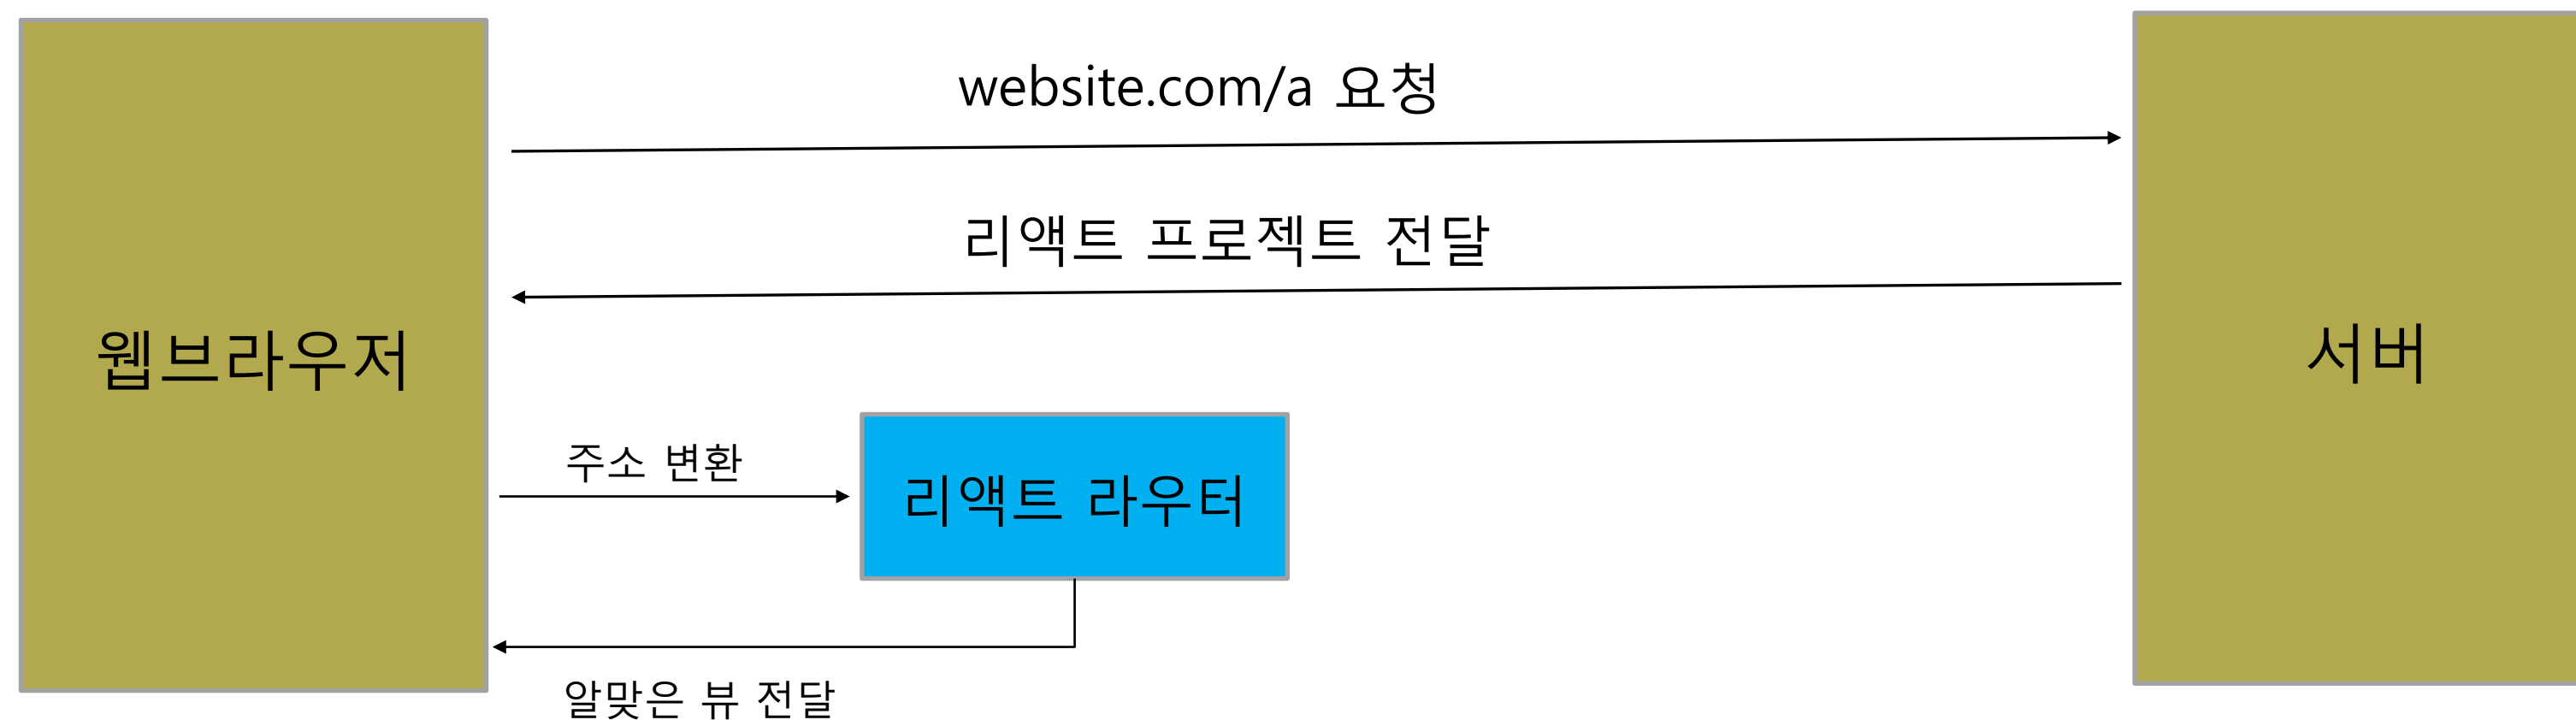 website.com/a 요청
리액트 프로젝트 전달
웹브라우저
서버
주소 변환
리액트 라우터
알맞은 뷰 전달